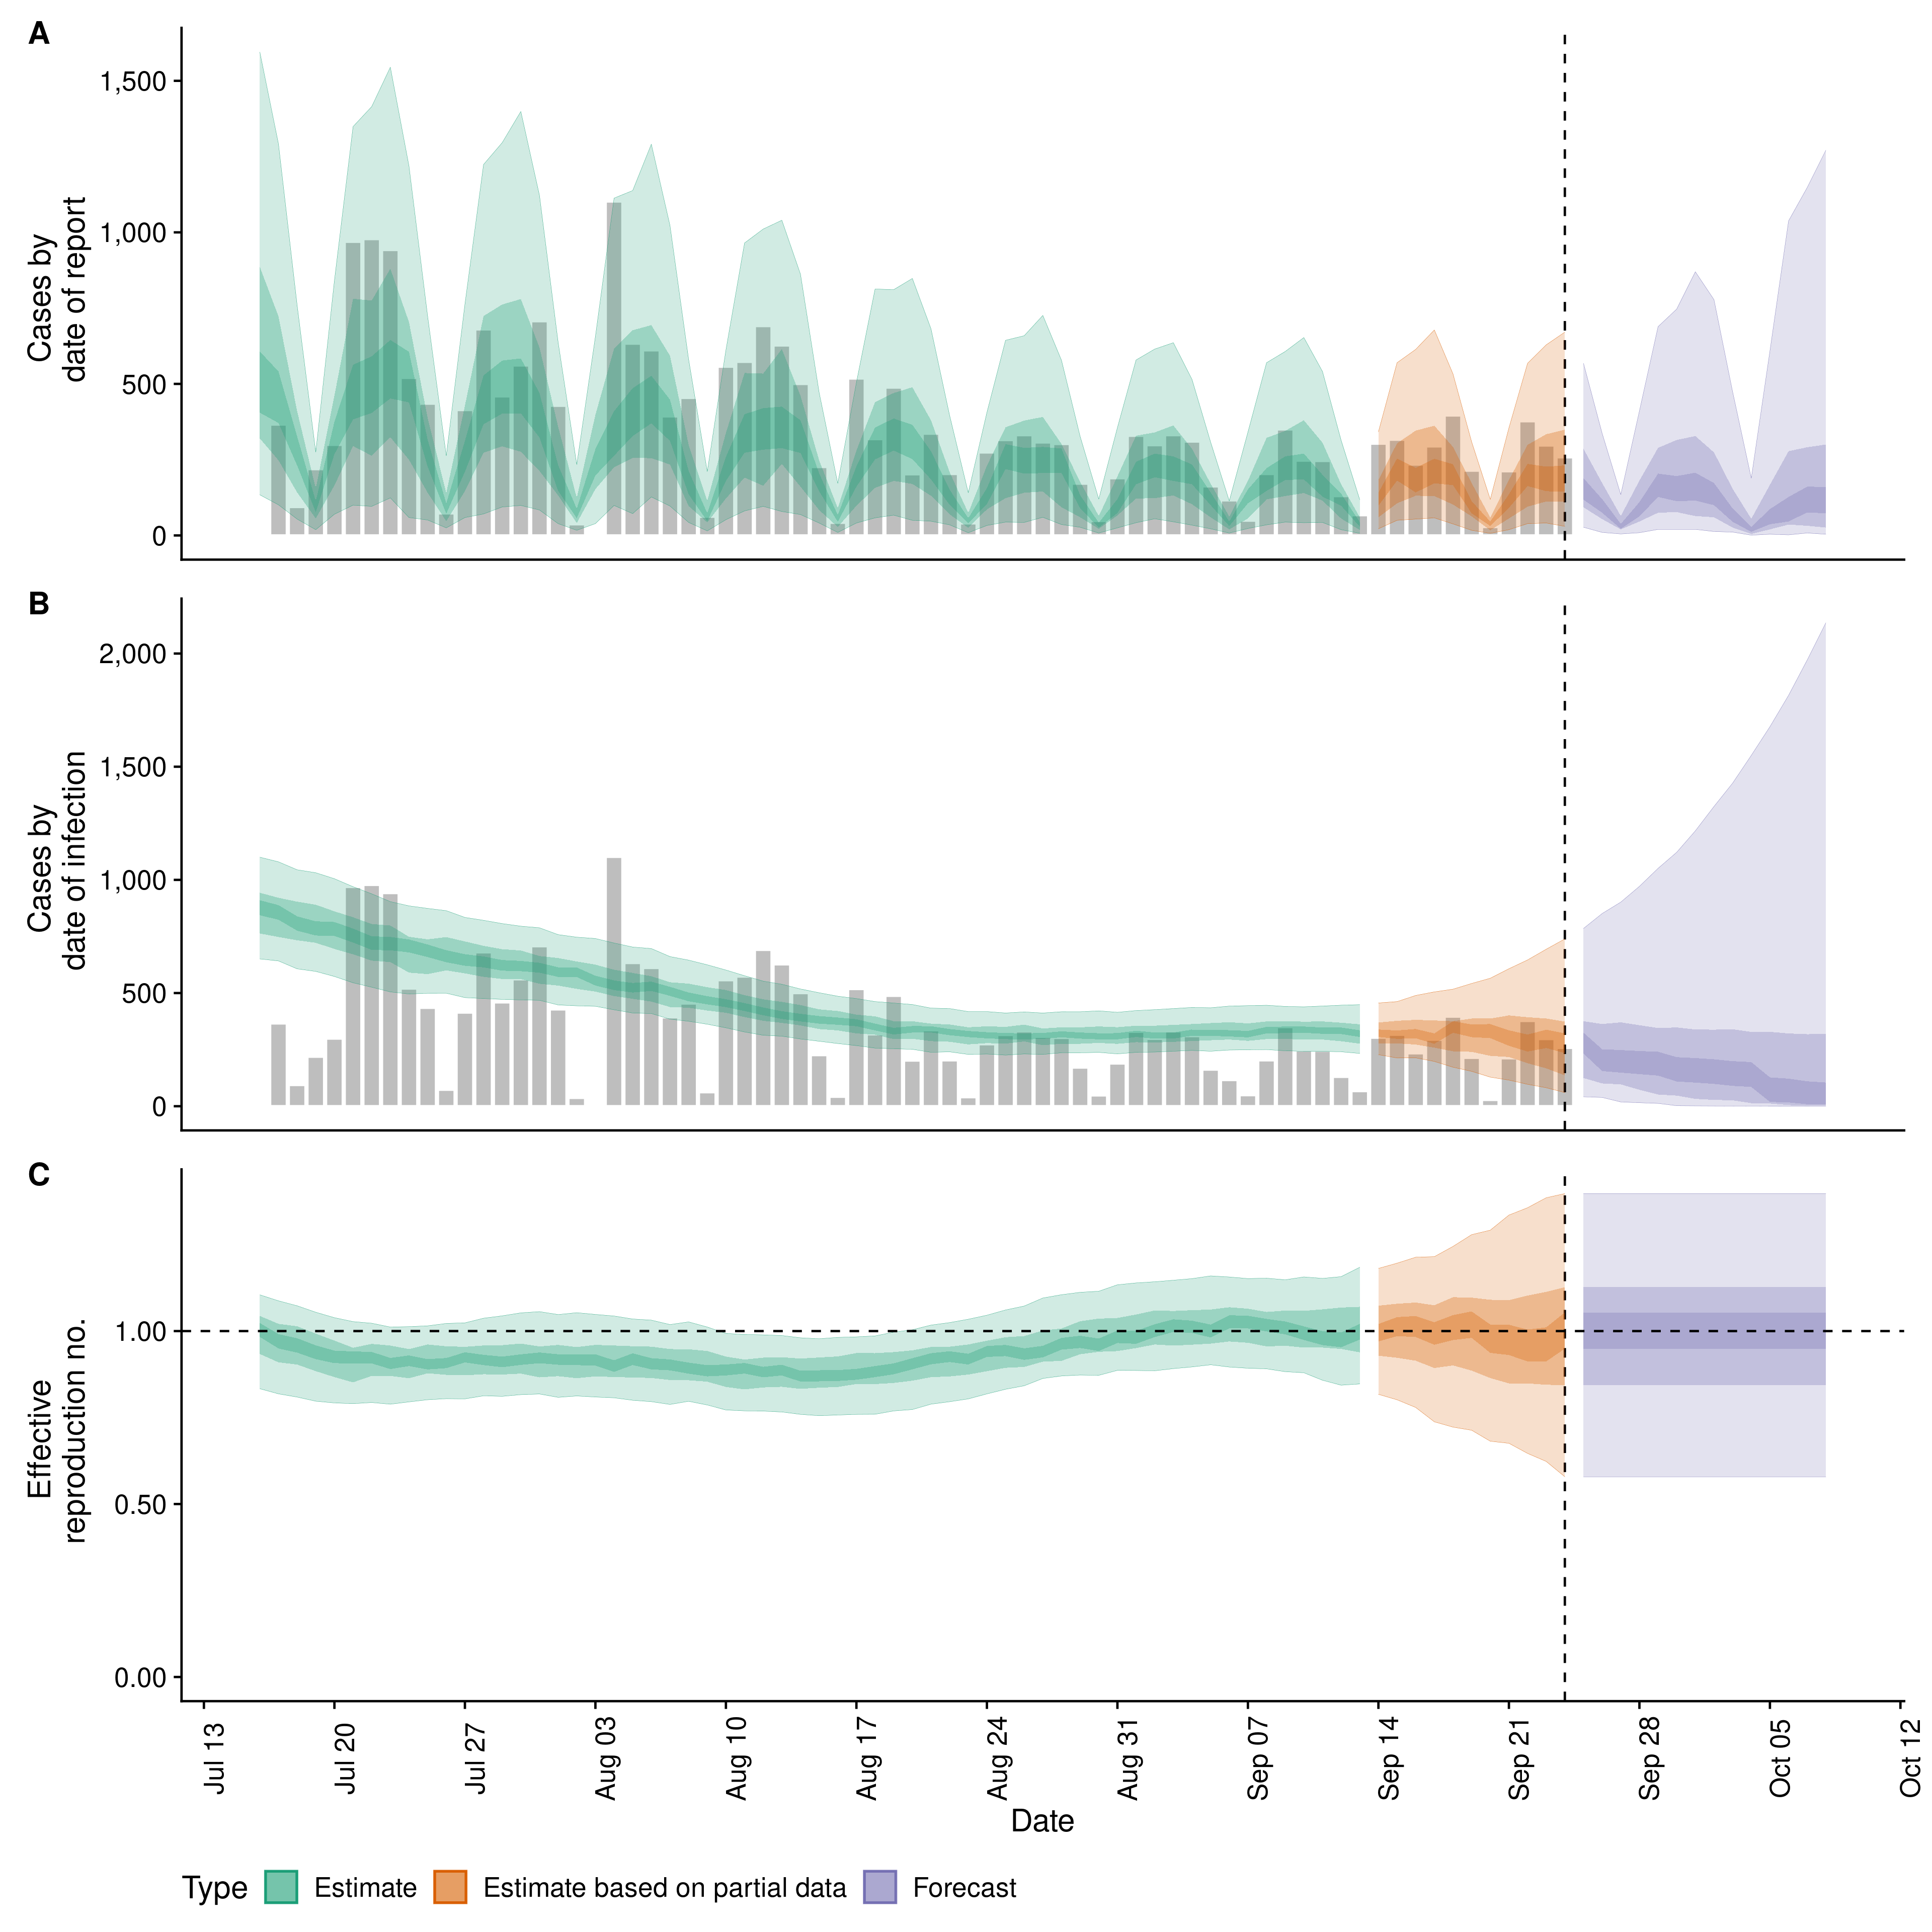 A
Cases by
date of report
1,500
1,000
500
0
B
Cases by
date of infection
2,000
1,500
1,000
500
0
C
Effective
reproduction no.
1.00
0.50
0.00
Jul 13
Jul 20
Jul 27
Aug 03
Aug 10
Aug 17
Aug 24
Aug 31
Sep 07
Sep 14
Sep 21
Sep 28
Oct 05
Oct 12
Date
Type Estimate Estimate based on partial data Forecast